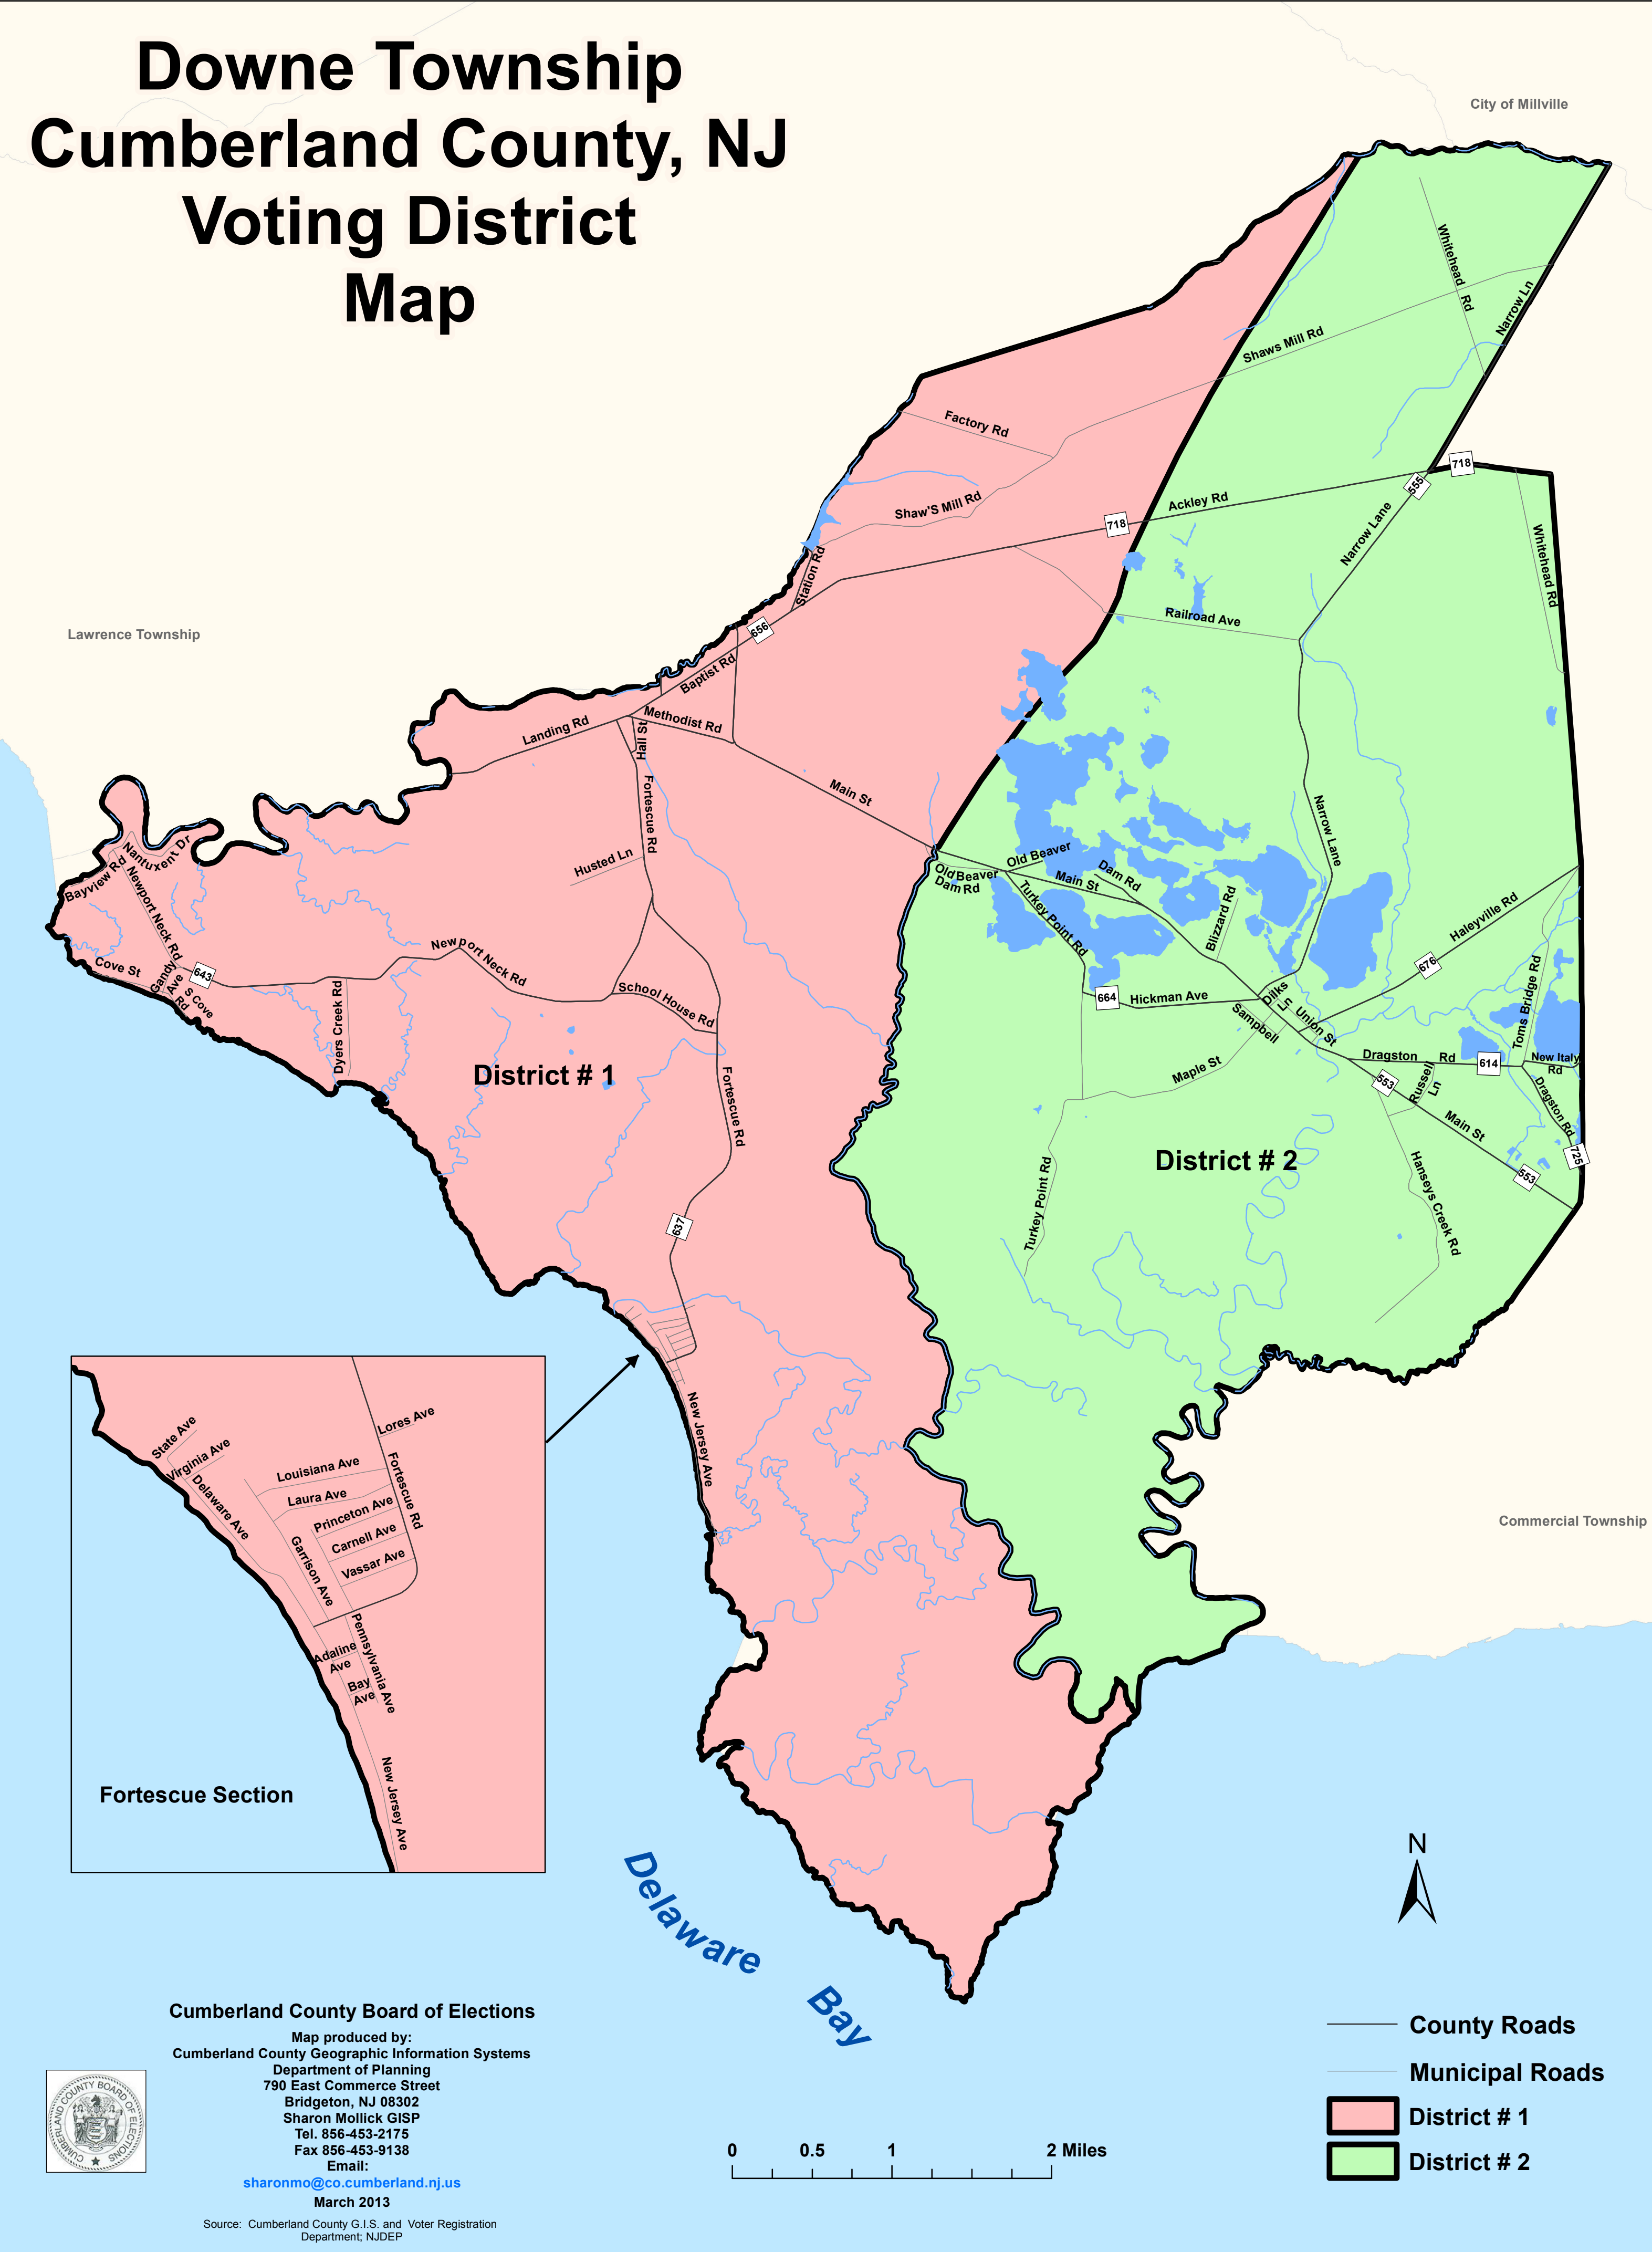 Downe Township
Cumberland County, NJ
Voting District
Map
City of Millville
Lawrence Township
Commercial Township
Whitehead Rd
Narrow Ln
Shaws Mill Rd
Factory Rd
Shaw'S Mill Rd
718
555
Ackley Rd
718
Narrow Lane
Whitehead Rd
Station Rd
656
Baptist Rd
Railroad Ave
Landing Rd
Methodist Rd
Hall St
Fortescue Rd
Main St
Husted Ln
Narrow Lane
Nantuxent Dr
Bayview Rd
Newport Neck Rd
Cove St
Gandy Ave
S Cove Rd
643
Newport Neck Rd
School House Rd
Dyers Creek Rd
District # 1
Fortescue Rd
637
New Jersey Ave
Old Beaver
Dam Rd
Old Beaver
Dam Rd
Main St
Turkey Point Rd
Blizzard Rd
Haleyville Rd
676
664
Hickman Ave
Dilks Ln
Sampbell
Union St
Toms Bridge Rd
Maple St
Dragston Rd
614
New Italy
Rd
553
Russell Ln
Dragston Rd
Main St
725
553
District # 2
Turkey Point Rd
Hanseys Creek Rd
State Ave
Virginia Ave
Delaware Ave
Lores Ave
Louisiana Ave
Fortescue Rd
Laura Ave
Princeton Ave
Carnell Ave
Vassar Ave
Garrison Ave
Pennsylvania Ave
Adaline
Ave
Bay
Ave
New Jersey Ave
Fortescue Section
Delaware Bay
N
Cumberland County Board of Elections
Map produced by:
Cumberland County Geographic Information Systems
Department of Planning
790 East Commerce Street
Bridgeton, NJ 08302
Sharon Mollick GISP
Tel. 856-453-2175
Fax 856-453-9138
Email:
sharonmo@co.cumberland.nj.us
March 2013
Source: Cumberland County G.I.S. and Voter Registration
Department; NJDEP
CUMBERLAND COUNTY BOARD OF ELECTIONS
0 0.5 1 2 Miles
County Roads
Municipal Roads
District # 1
District # 2